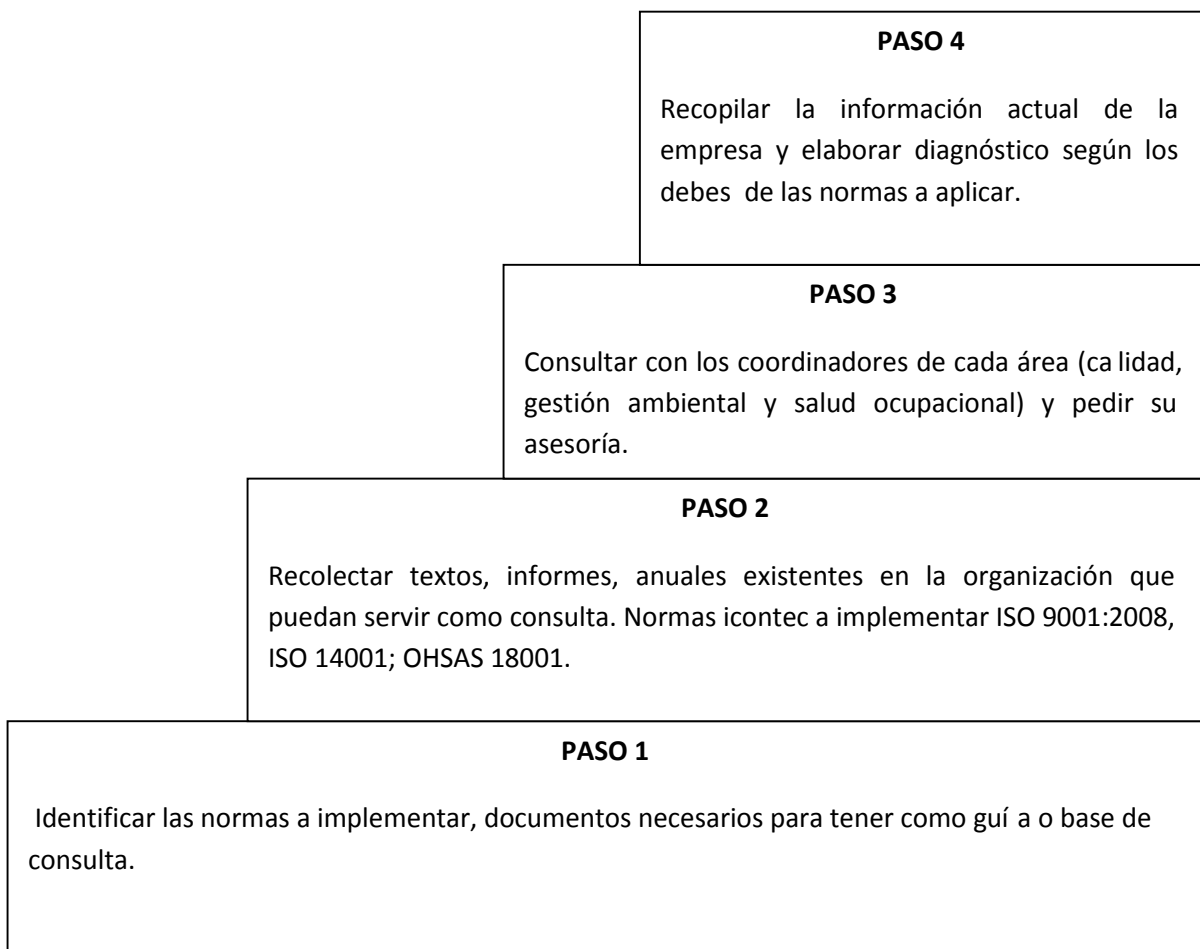 PASO 4
Recopilar la información actual de la
empresa y elaborar diagnóstico según los
debes de las normas a aplicar.
PASO 3
Consultar con los coordinadores de cada área (ca lidad,
gestión ambiental y salud ocupacional) y pedir su
asesoría.
PASO 2
Recolectar textos, informes, anuales existentes en la organización que
puedan servir como consulta. Normas icontec a implementar ISO 9001:2008,
ISO 14001; OHSAS 18001.
PASO 1
Identificar las normas a implementar, documentos necesarios para tener como guí a o base de
consulta.